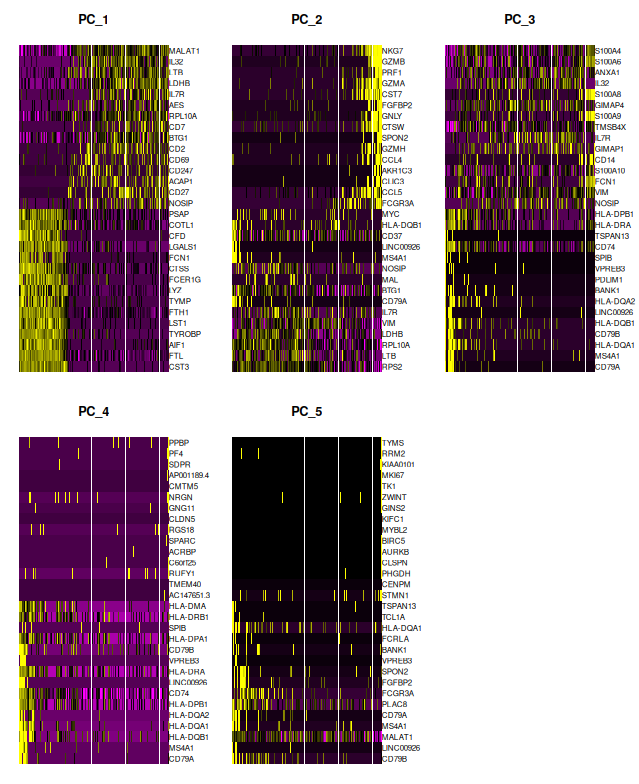 PC_1
MALAT1
IL32
LTB
LDHB
IL7R
AES
RPL10A
CD7
BTG1
CD2
CD69
CD247
ACAP1
CD27
NOSIP
PSAP
COTL1
CFD
LGALS1
FCN1
CTSS
FCER1G
LYZ
TYMP
FTH1
LST1
TYROBP
AIF1
FTL
CST3
PC_2
NKG7
GZMB
PRF1
GZMA
CST7
FGFBP2
GNLY
CTSW
SPON2
GZMH
CCL4
AKR1C3
CLIC3
CCL5
FCGR3A
MYC
HLA-DQB1
CD37
LINC00926
MS4A1
NOSIP
MAL
BTG1
CD79A
IL7R
VIM
LDHB
RPL10A
LTB
RPS2
PC_3
S100A4
S100A6
ANXA1
IL32
S100A8
GIMAP4
S100A9
TMSB4X
IL7R
GIMAP1
CD14
S100A10
FCN1
VIM
NOSIP
HLA-DPB1
HLA-DRA
TSPAN13
CD74
SPIB
VPREB3
PDLIM1
BANK1
HLA-DQA2
LINC00926
HLA-DQB1
CD79B
HLA-DQA1
MS4A1
CD79A
PC_4
PPBP
PF4
SDPR
AP001189.4
CMTM5
NRGN
GNG11
CLDN5
RGS18
SPARC
ACRBP
C6orf25
RUFY1
TMEM40
AC147651.3
HLA-DMA
HLA-DRB1
SPIB
HLA-DPA1
CD79B
VPREB3
HLA-DRA
LINC00926
CD74
HLA-DPB1
HLA-DQA2
HLA-DQA1
HLA-DQB1
MS4A1
CD79A
PC_5
TYMS
RRM2
KIAA0101
MKI67
TK1
ZWINT
GINS2
KIFC1
MYBL2
BIRC5
AURKB
CLSPN
PHGDH
CENPM
STMN1
TSPAN13
TCL1A
HLA-DQA1
FCRLA
BANK1
VPREB3
SPON2
FGFBP2
FCGR3A
PLAC8
CD79A
MS4A1
MALAT1
LINC00926
CD79B